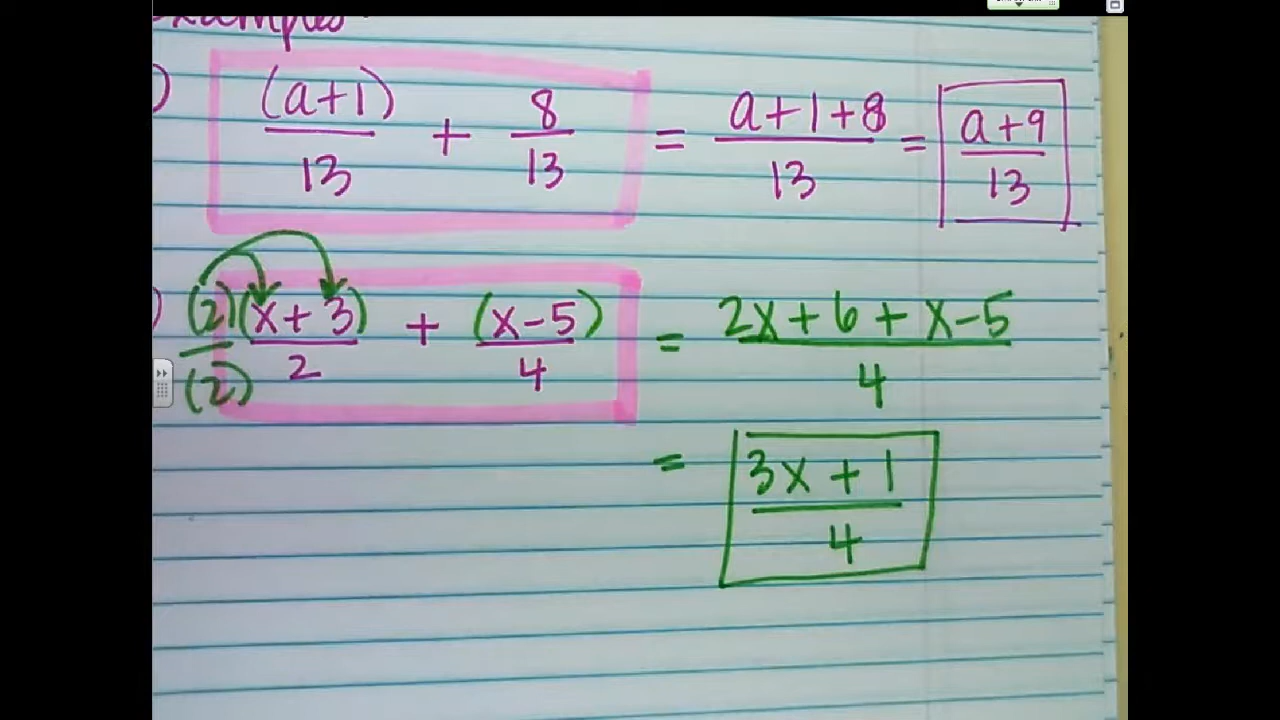 examples
) (a+1)/13 + 8/13 = a+1+8/13 = a+9/13
) (2)(x+3)/(2)2 + (x-5)/4 = 2x+6+x-5/4
= 3x+1/4